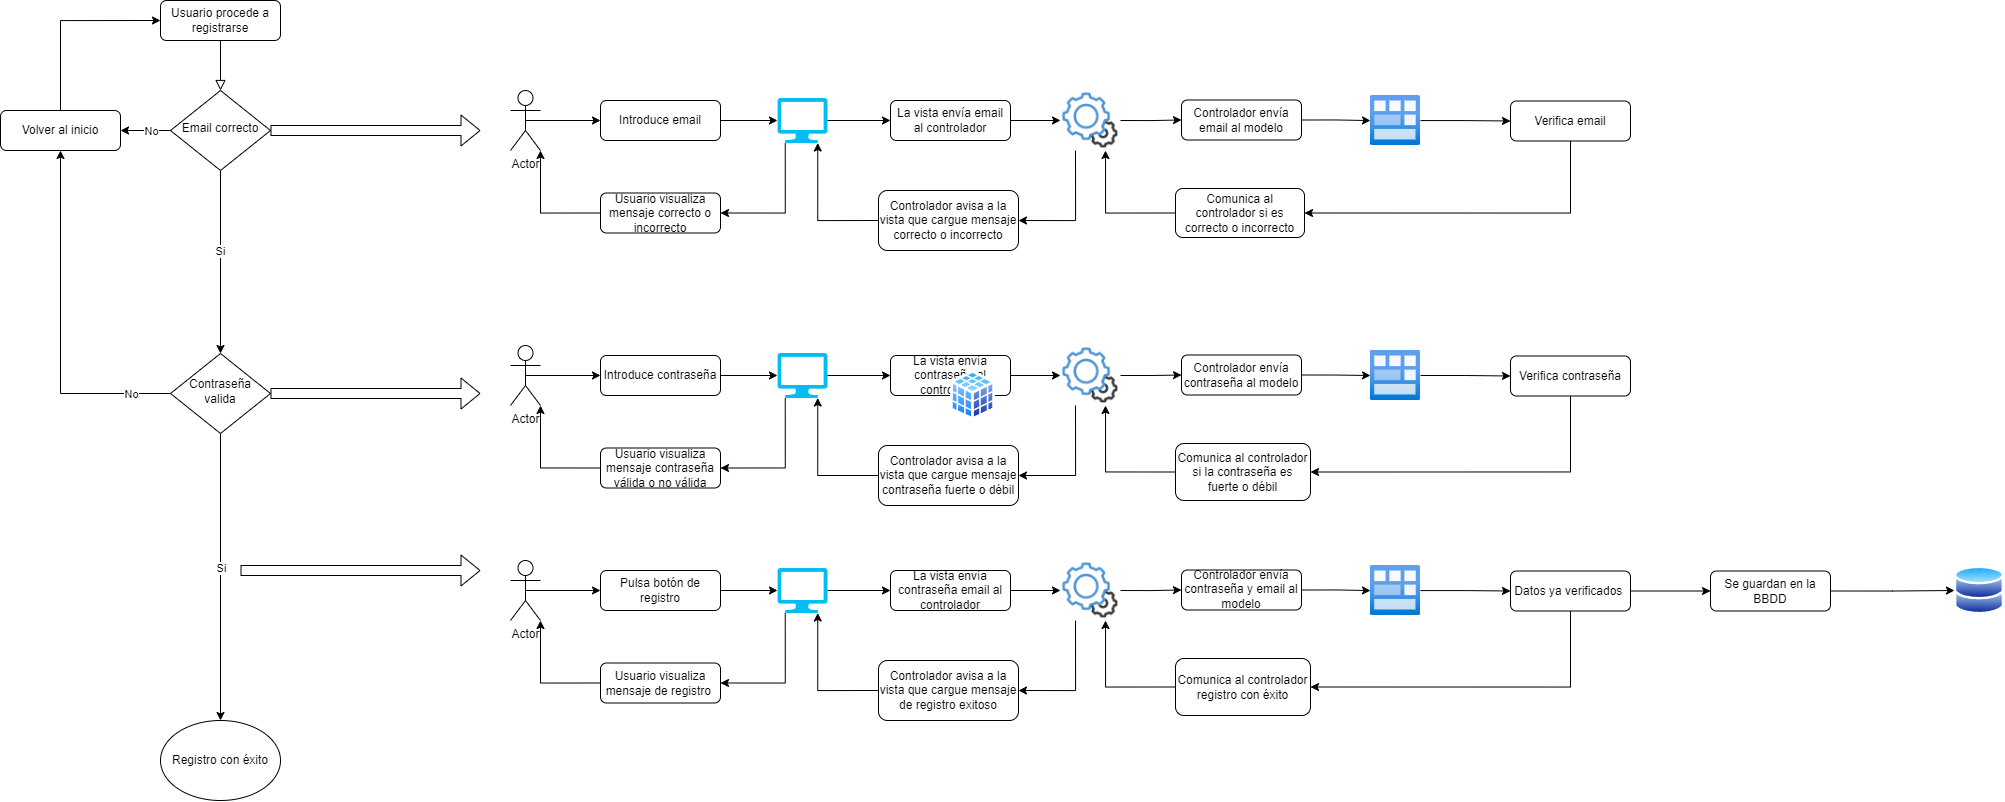 Usuario procede a
registrarse
Volver al inicio
No
Email correcto
Si
Actor
Introduce email
La vista envía email
al controlador
Controlador envía
email al modelo
Verifica email
Usuario visualiza
mensaje correcto o
incorrecto
Controlador avisa a la
vista que cargue mensaje
correcto o incorrecto
Comunica al
controlador si es
correcto o incorrecto
No
Contraseña
valida
Si
Actor
Introduce contraseña
La vista envía
contraseña al
Controlador envía
contraseña al modelo
Verifica contraseña
Usuario visualiza
mensaje contraseña
válida o no válida
Controlador avisa a la
vista que cargue mensaje
contraseña fuerte o débil
Comunica al controlador
si la contraseña es
fuerte o débil
Actor
Pulsa botón de
registro
La vista envía
contraseña email al
controlador
Controlador envía
contraseña y email al
modelo
Datos ya verificados
Se guardan en la
BBDD
Usuario visualiza
mensaje de registro
Controlador avisa a la
vista que cargue mensaje
de registro exitoso
Comunica al controlador
registro con éxito
Registro con éxito